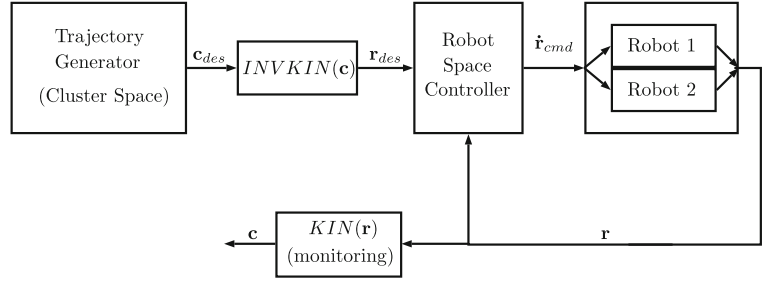 Trajectory
Generator
(Cluster Space)
c_des
INVKIN(c)
r_des
Robot
Space
Controller
ṙ_cmd
Robot 1
Robot 2
c
KIN(r)
(monitoring)
r